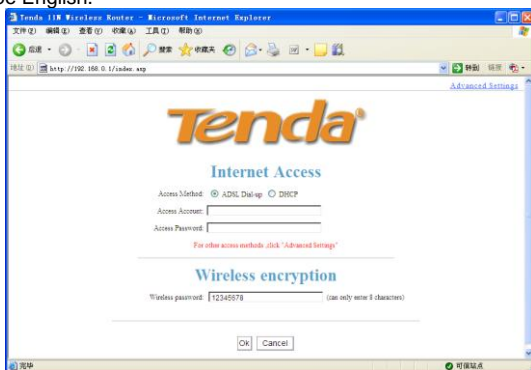 be English.
Tenda 11N Wireless Router - Microsoft Internet Explorer
文件(F) 编辑(E) 查看(V) 收藏(A) 工具(T) 帮助(H)
后退 搜索 收藏夹
地址(D) http://192.168.0.1/index.asp 转到 链接
Advanced Settings
Tenda®
Internet Access
Access Method: ADSL Dial-up DHCP
Access Account:
Access Password:
For other access methods ,click "Advanced Settings"
Wireless encryption
Wireless password: 12345678 (can only enter 8 characters)
Ok Cancel
完毕 可信站点